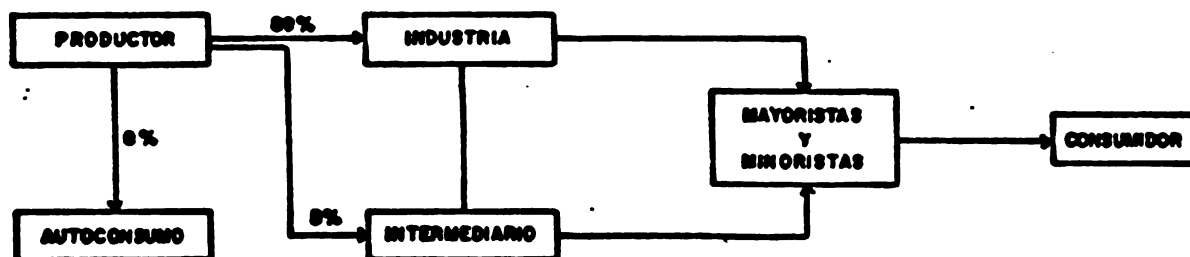 PRODUCTOR
INDUSTRIA
MAYORISTAS
Y
MINORISTAS
CONSUMIDOR
AUTOCONSUMO
INTERMEDIARIO